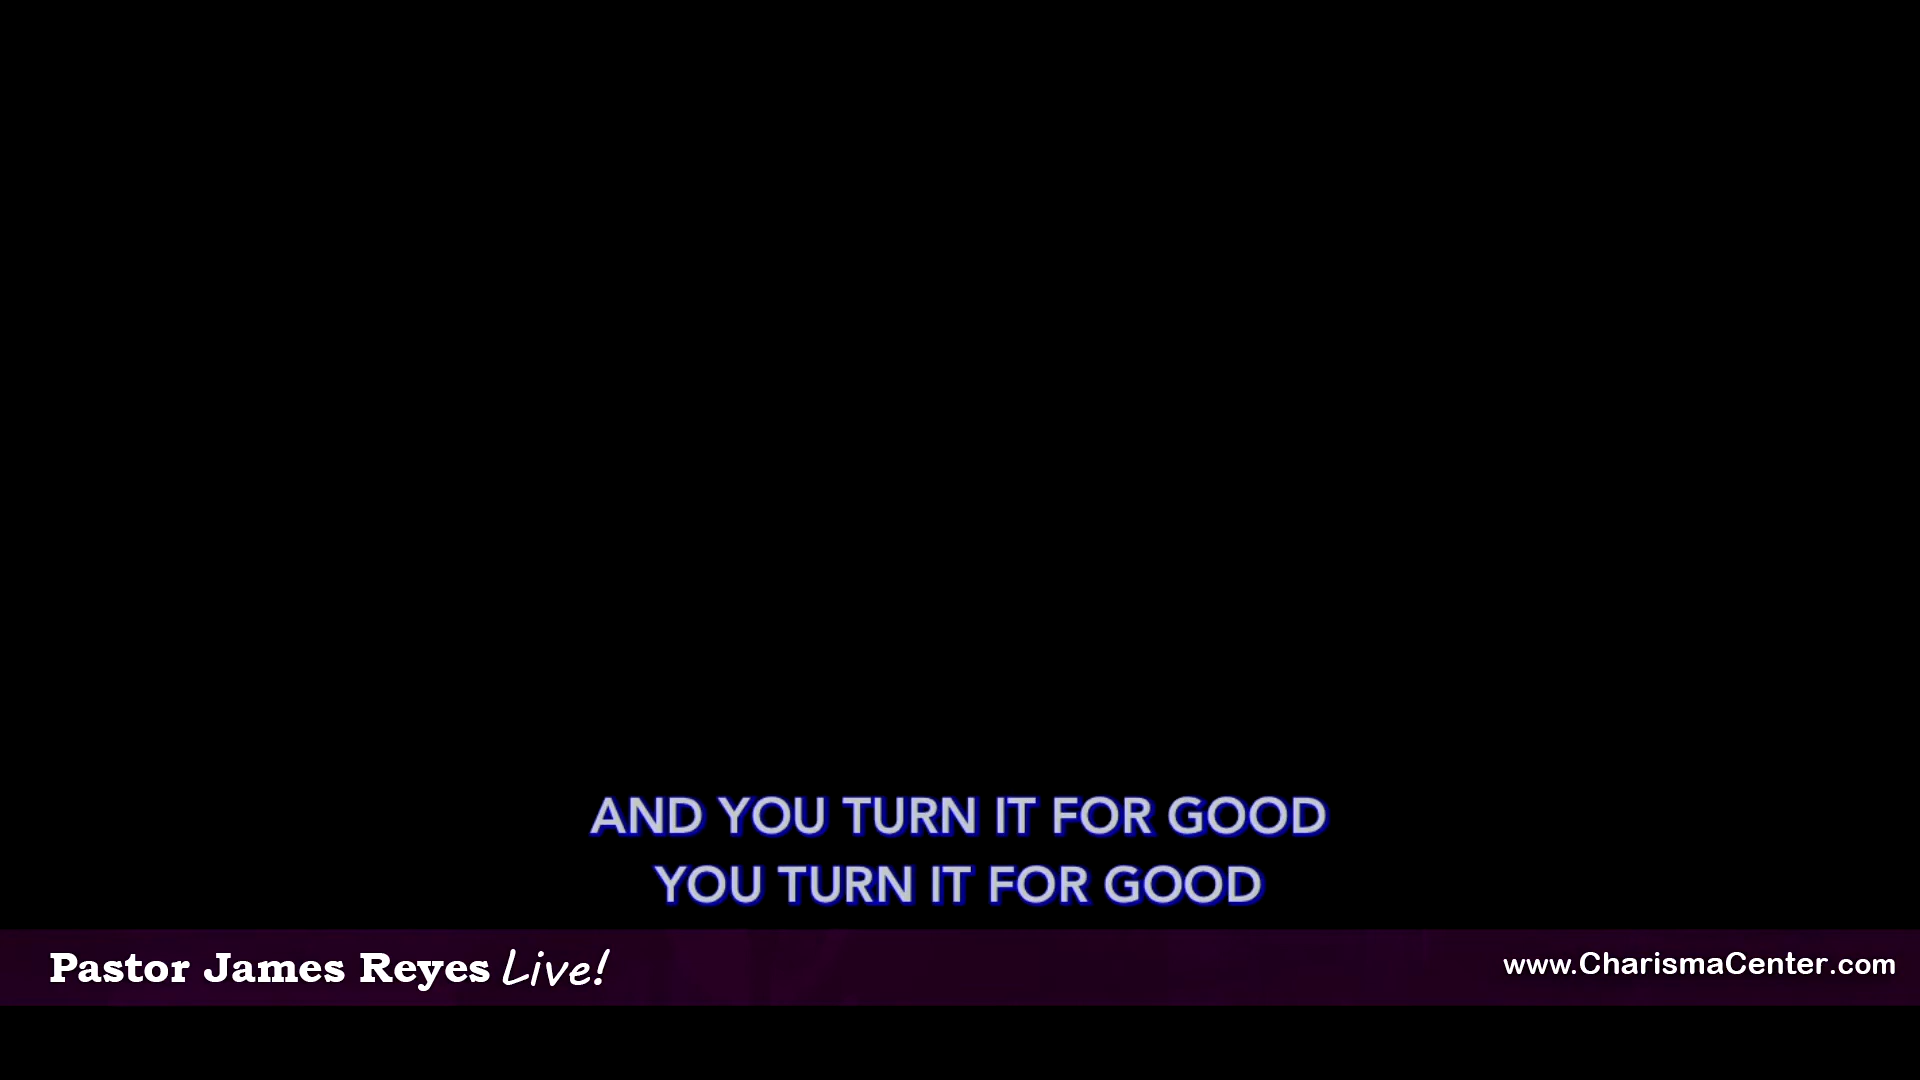 AND YOU TURN IT FOR GOOD
YOU TURN IT FOR GOOD
Pastor James Reyes Live!
www.CharismaCenter.com